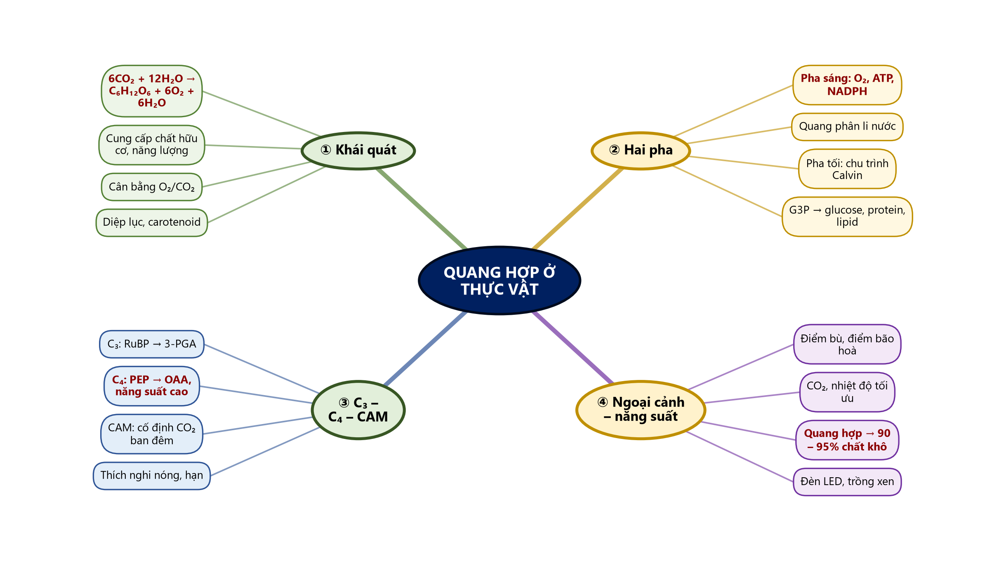 QUANG HỢP Ở
THỰC VẬT
① Khái quát
6CO₂ + 12H₂O →
C₆H₁₂O₆ + 6O₂ +
6H₂O
Cung cấp chất hữu
cơ, năng lượng
Cân bằng O₂/CO₂
Diệp lục, carotenoid
② Hai pha
Pha sáng: O₂, ATP,
NADPH
Quang phân li nước
Pha tối: chu trình
Calvin
G3P → glucose, protein,
lipid
③ C₃ –
C₄ – CAM
C₃: RuBP → 3-PGA
C₄: PEP → OAA,
năng suất cao
CAM: cố định CO₂
ban đêm
Thích nghi nóng, hạn
④ Ngoại cảnh
– năng suất
Điểm bù, điểm bão
hoà
CO₂, nhiệt độ tối
ưu
Quang hợp → 90
– 95% chất khô
Đèn LED, trồng xen